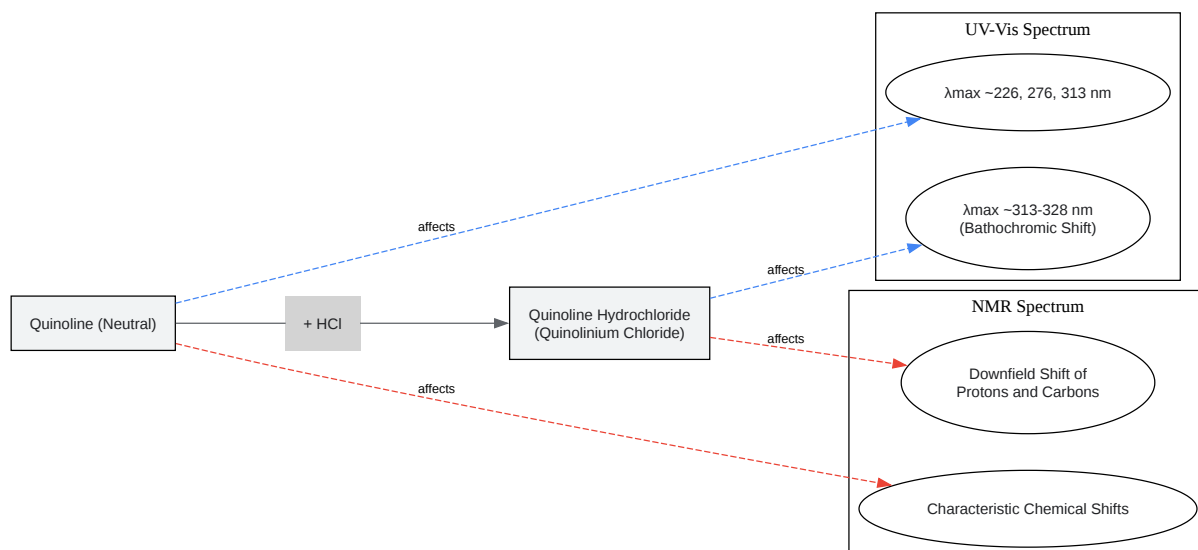 UV-Vis Spectrum
λmax ~226, 276, 313 nm
λmax ~313-328 nm
(Bathochromic Shift)
affects
affects
Quinoline (Neutral)
+ HCl
Quinoline Hydrochloride
(Quinolinium Chloride)
NMR Spectrum
affects
Downfield Shift of
Protons and Carbons
affects
Characteristic Chemical Shifts